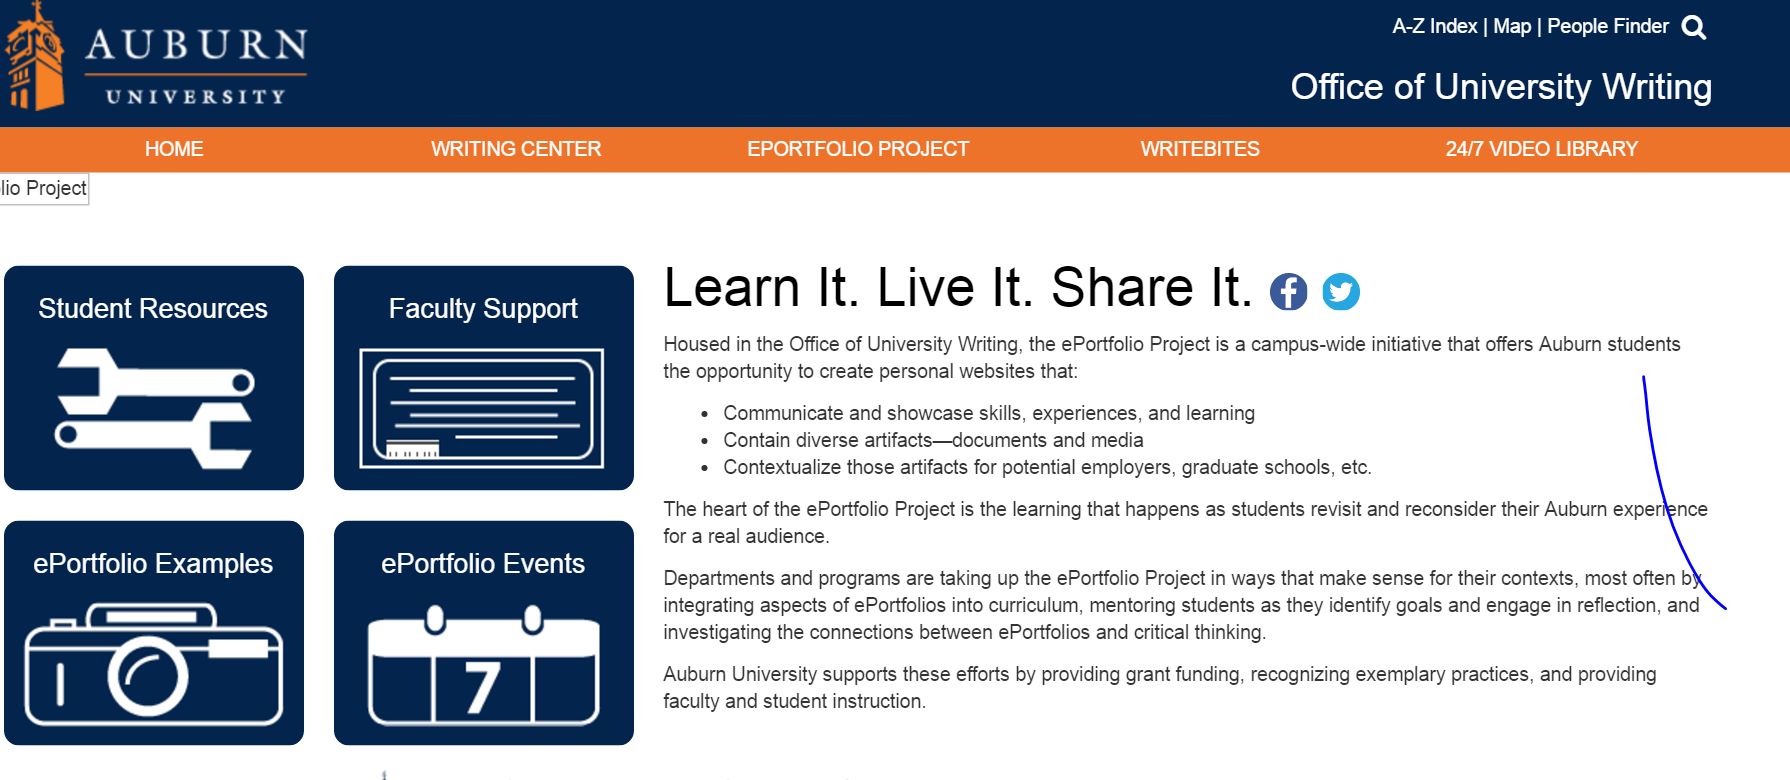 AUBURN
UNIVERSITY
A-Z Index | Map | People Finder
Office of University Writing
HOME
WRITING CENTER
EPORTFOLIO PROJECT
WRITEBITES
24/7 VIDEO LIBRARY
lio Project
Student Resources
Faculty Support
ePortfolio Examples
ePortfolio Events
7
Learn It. Live It. Share It.
Housed in the Office of University Writing, the ePortfolio Project is a campus-wide initiative that offers Auburn students
the opportunity to create personal websites that:
• Communicate and showcase skills, experiences, and learning
• Contain diverse artifacts—documents and media
• Contextualize those artifacts for potential employers, graduate schools, etc.
The heart of the ePortfolio Project is the learning that happens as students revisit and reconsider their Auburn experience
for a real audience.
Departments and programs are taking up the ePortfolio Project in ways that make sense for their contexts, most often by
integrating aspects of ePortfolios into curriculum, mentoring students as they identify goals and engage in reflection, and
investigating the connections between ePortfolios and critical thinking.
Auburn University supports these efforts by providing grant funding, recognizing exemplary practices, and providing
faculty and student instruction.